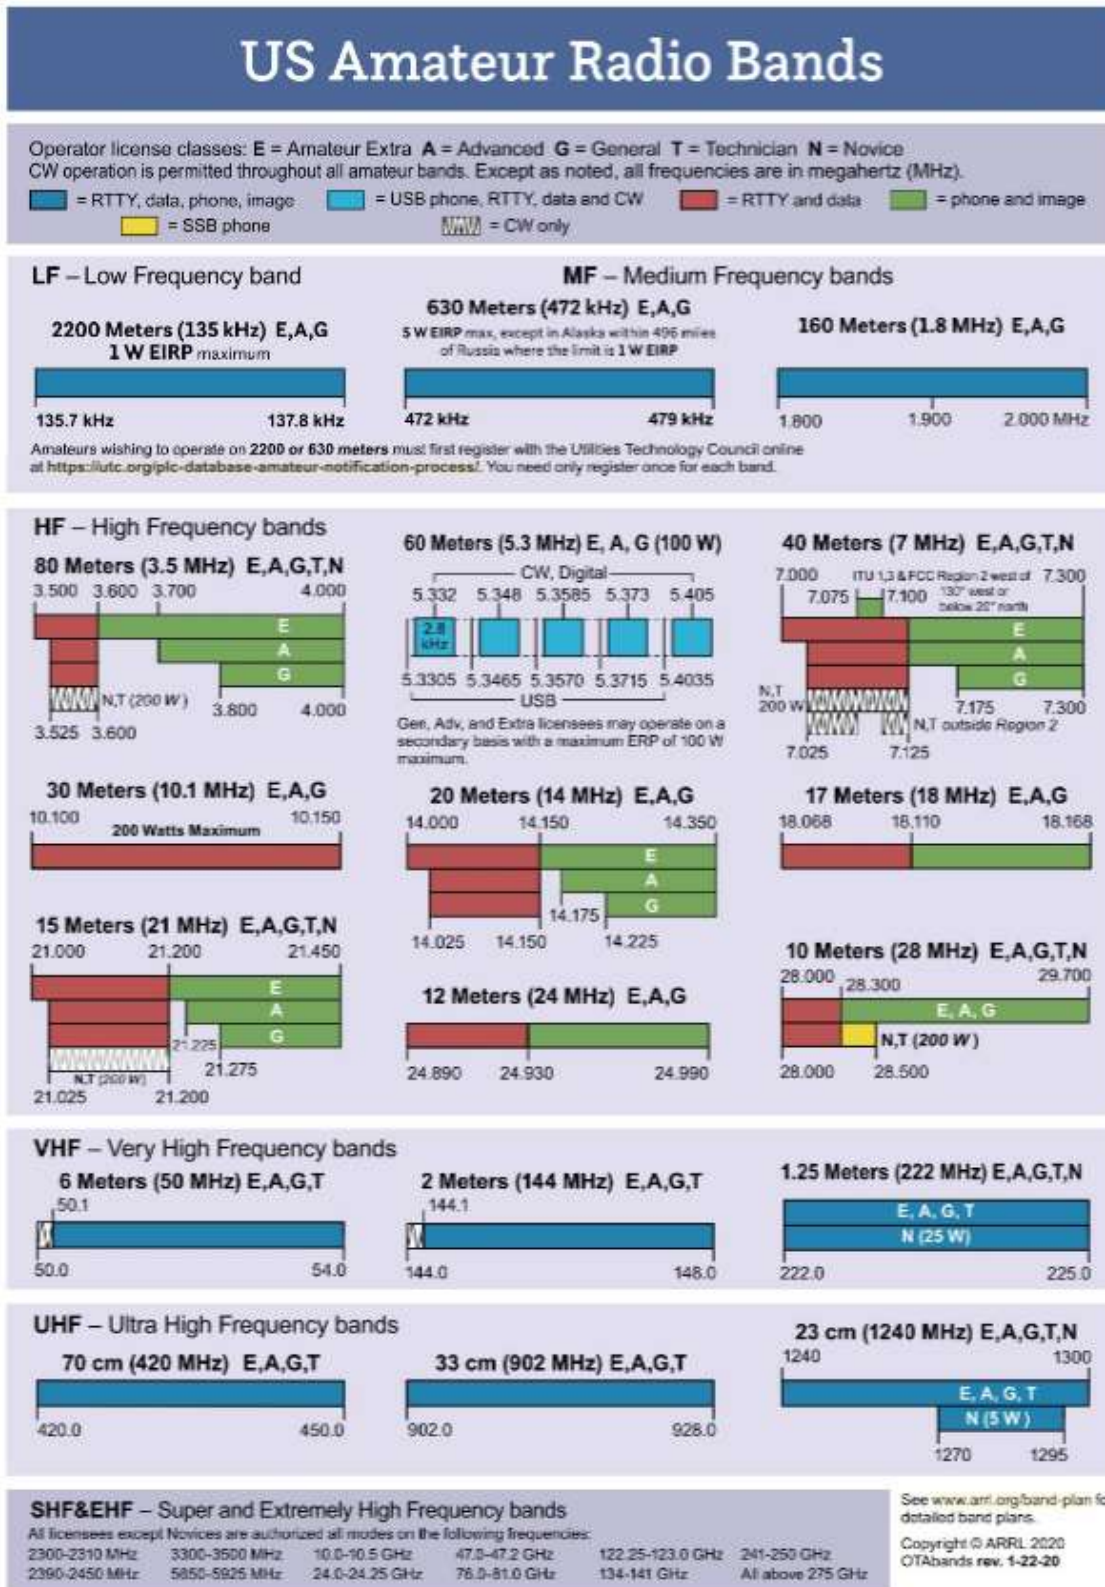 US Amateur Radio Bands
Operator license classes: E = Amateur Extra A = Advanced G = General T = Technician N = Novice
CW operation is permitted throughout all amateur bands. Except as noted, all frequencies are in megahertz (MHz).
= RTTY, data, phone, image = USB phone, RTTY, data and CW = RTTY and data = phone and image
= SSB phone = CW only
LF – Low Frequency band
2200 Meters (135 kHz) E,A,G
1 W EIRP maximum
135.7 kHz 137.8 kHz
MF – Medium Frequency bands
630 Meters (472 kHz) E,A,G
5 W EIRP max, except in Alaska within 496 miles
of Russia where the limit is 1 W EIRP
472 kHz 479 kHz
160 Meters (1.8 MHz) E,A,G
1.800 1.900 2.000 MHz
Amateurs wishing to operate on 2200 or 630 meters must first register with the Utilities Technology Council online
at https://utc.org/plc-database-amateur-notification-process/. You need only register once for each band.
HF – High Frequency bands
80 Meters (3.5 MHz) E,A,G,T,N
3.500 3.600 3.700 4.000
E
A
G
N,T (200 W)
3.800 4.000
3.525 3.600
60 Meters (5.3 MHz) E, A, G (100 W)
CW, Digital
5.332 5.348 5.3585 5.373 5.405
2.8
kHz
5.3305 5.3465 5.3570 5.3715 5.4035
USB
Gen, Adv, and Extra licensees may operate on a
secondary basis with a maximum ERP of 100 W
maximum.
40 Meters (7 MHz) E,A,G,T,N
7.000 ITU 1,3 & FCC Region 2 west of 7.300
7.075 7.100 130° west or
below 20° north
E
A
G
N,T
200 W
7.175 7.300
N,T outside Region 2
7.025 7.125
30 Meters (10.1 MHz) E,A,G
10.100 10.150
200 Watts Maximum
20 Meters (14 MHz) E,A,G
14.000 14.150 14.350
E
A
G
14.175
14.025 14.150 14.225
17 Meters (18 MHz) E,A,G
18.068 18.110 18.168
15 Meters (21 MHz) E,A,G,T,N
21.000 21.200 21.450
E
A
G
21.225
21.275
N,T (200 W)
21.025 21.200
12 Meters (24 MHz) E,A,G
24.890 24.930 24.990
10 Meters (28 MHz) E,A,G,T,N
28.000 28.300 29.700
E, A, G
N,T (200 W)
28.000 28.500
VHF – Very High Frequency bands
6 Meters (50 MHz) E,A,G,T
50.1
50.0 54.0
2 Meters (144 MHz) E,A,G,T
144.1
144.0 148.0
1.25 Meters (222 MHz) E,A,G,T,N
E, A, G, T
N (25 W)
222.0 225.0
UHF – Ultra High Frequency bands
70 cm (420 MHz) E,A,G,T
420.0 450.0
33 cm (902 MHz) E,A,G,T
902.0 928.0
23 cm (1240 MHz) E,A,G,T,N
1240 1300
E, A, G, T
N (5 W)
1270 1295
SHF&EHF – Super and Extremely High Frequency bands
All licensees except Novices are authorized all modes on the following frequencies:
2300-2310 MHz 3300-3500 MHz 10.0-10.5 GHz 47.0-47.2 GHz 122.25-123.0 GHz 241-250 GHz
2390-2450 MHz 5650-5925 MHz 24.0-24.25 GHz 76.0-81.0 GHz 134-141 GHz All above 275 GHz
See www.arrl.org/band-plan fo
detailed band plans.
Copyright © ARRL 2020
OTAbands rev. 1-22-20